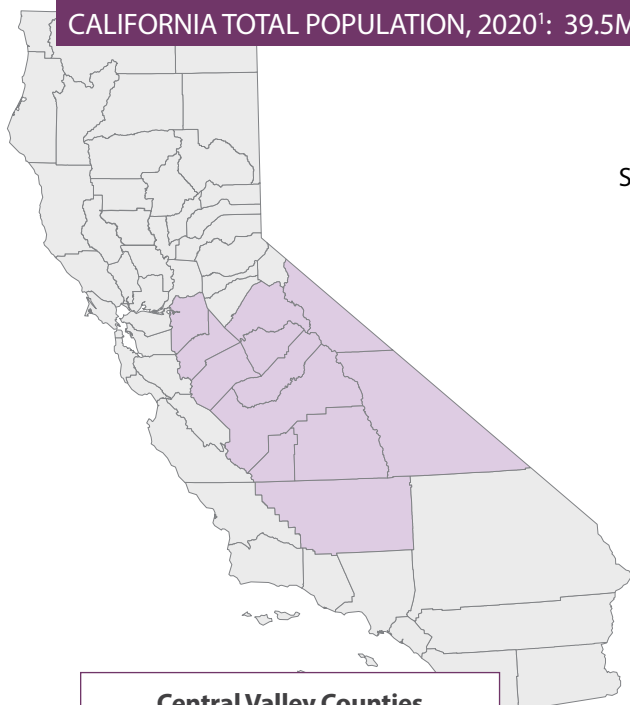 CALIFORNIA TOTAL POPULATION, 2020¹: 39.5M
S
Central Valley Counties